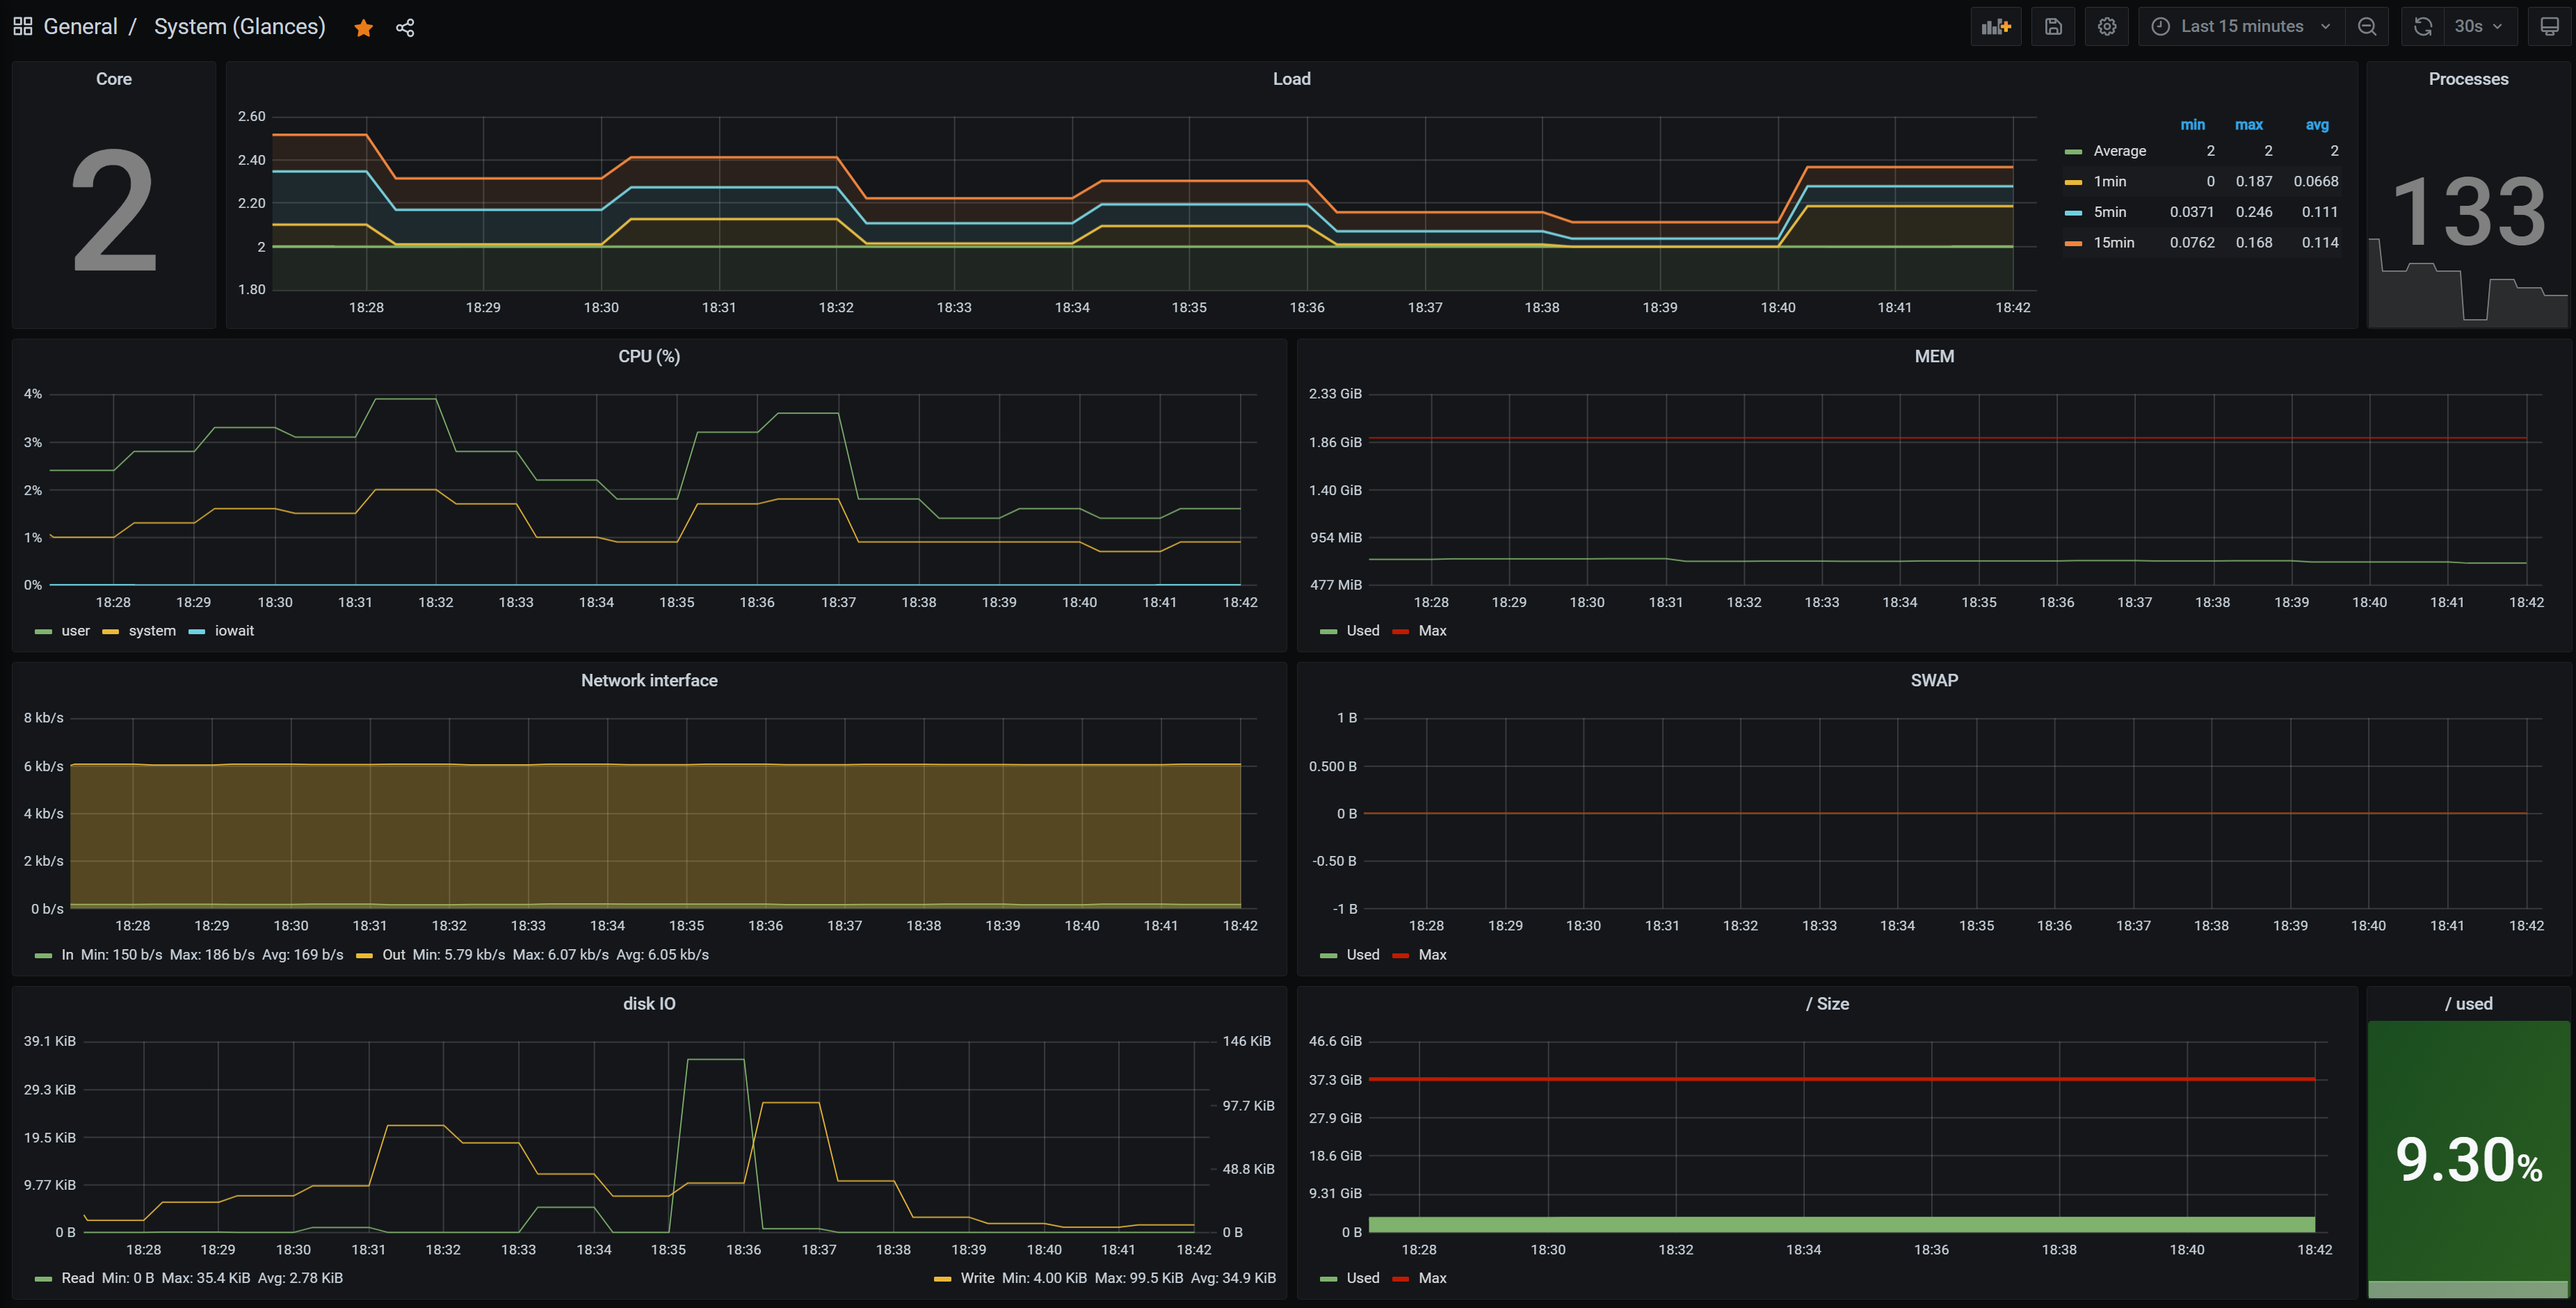 General / System (Glances)
Last 15 minutes
30s
Core
2
Load
2.60
2.40
2.20
2
1.80
18:28 18:29 18:30 18:31 18:32 18:33 18:34 18:35 18:36 18:37 18:38 18:39 18:40 18:41 18:42
min max avg
Average 2 2 2
1min 0 0.187 0.0668
5min 0.0371 0.246 0.111
15min 0.0762 0.168 0.114
Processes
133
CPU (%)
4%
3%
2%
1%
0%
18:28 18:29 18:30 18:31 18:32 18:33 18:34 18:35 18:36 18:37 18:38 18:39 18:40 18:41 18:42
user system iowait
MEM
2.33 GiB
1.86 GiB
1.40 GiB
954 MiB
477 MiB
18:28 18:29 18:30 18:31 18:32 18:33 18:34 18:35 18:36 18:37 18:38 18:39 18:40 18:41 18:42
Used Max
Network interface
8 kb/s
6 kb/s
4 kb/s
2 kb/s
0 b/s
18:28 18:29 18:30 18:31 18:32 18:33 18:34 18:35 18:36 18:37 18:38 18:39 18:40 18:41 18:42
In Min: 150 b/s Max: 186 b/s Avg: 169 b/s Out Min: 5.79 kb/s Max: 6.07 kb/s Avg: 6.05 kb/s
SWAP
1 B
0.500 B
0 B
-0.50 B
-1 B
18:28 18:29 18:30 18:31 18:32 18:33 18:34 18:35 18:36 18:37 18:38 18:39 18:40 18:41 18:42
Used Max
disk IO
39.1 KiB
29.3 KiB
19.5 KiB
9.77 KiB
0 B
146 KiB
97.7 KiB
48.8 KiB
0 B
18:28 18:29 18:30 18:31 18:32 18:33 18:34 18:35 18:36 18:37 18:38 18:39 18:40 18:41 18:42
Read Min: 0 B Max: 35.4 KiB Avg: 2.78 KiB Write Min: 4.00 KiB Max: 99.5 KiB Avg: 34.9 KiB
/ Size
46.6 GiB
37.3 GiB
27.9 GiB
18.6 GiB
9.31 GiB
0 B
18:28 18:30 18:32 18:34 18:36 18:38 18:40 18:42
Used Max
/ used
9.30%